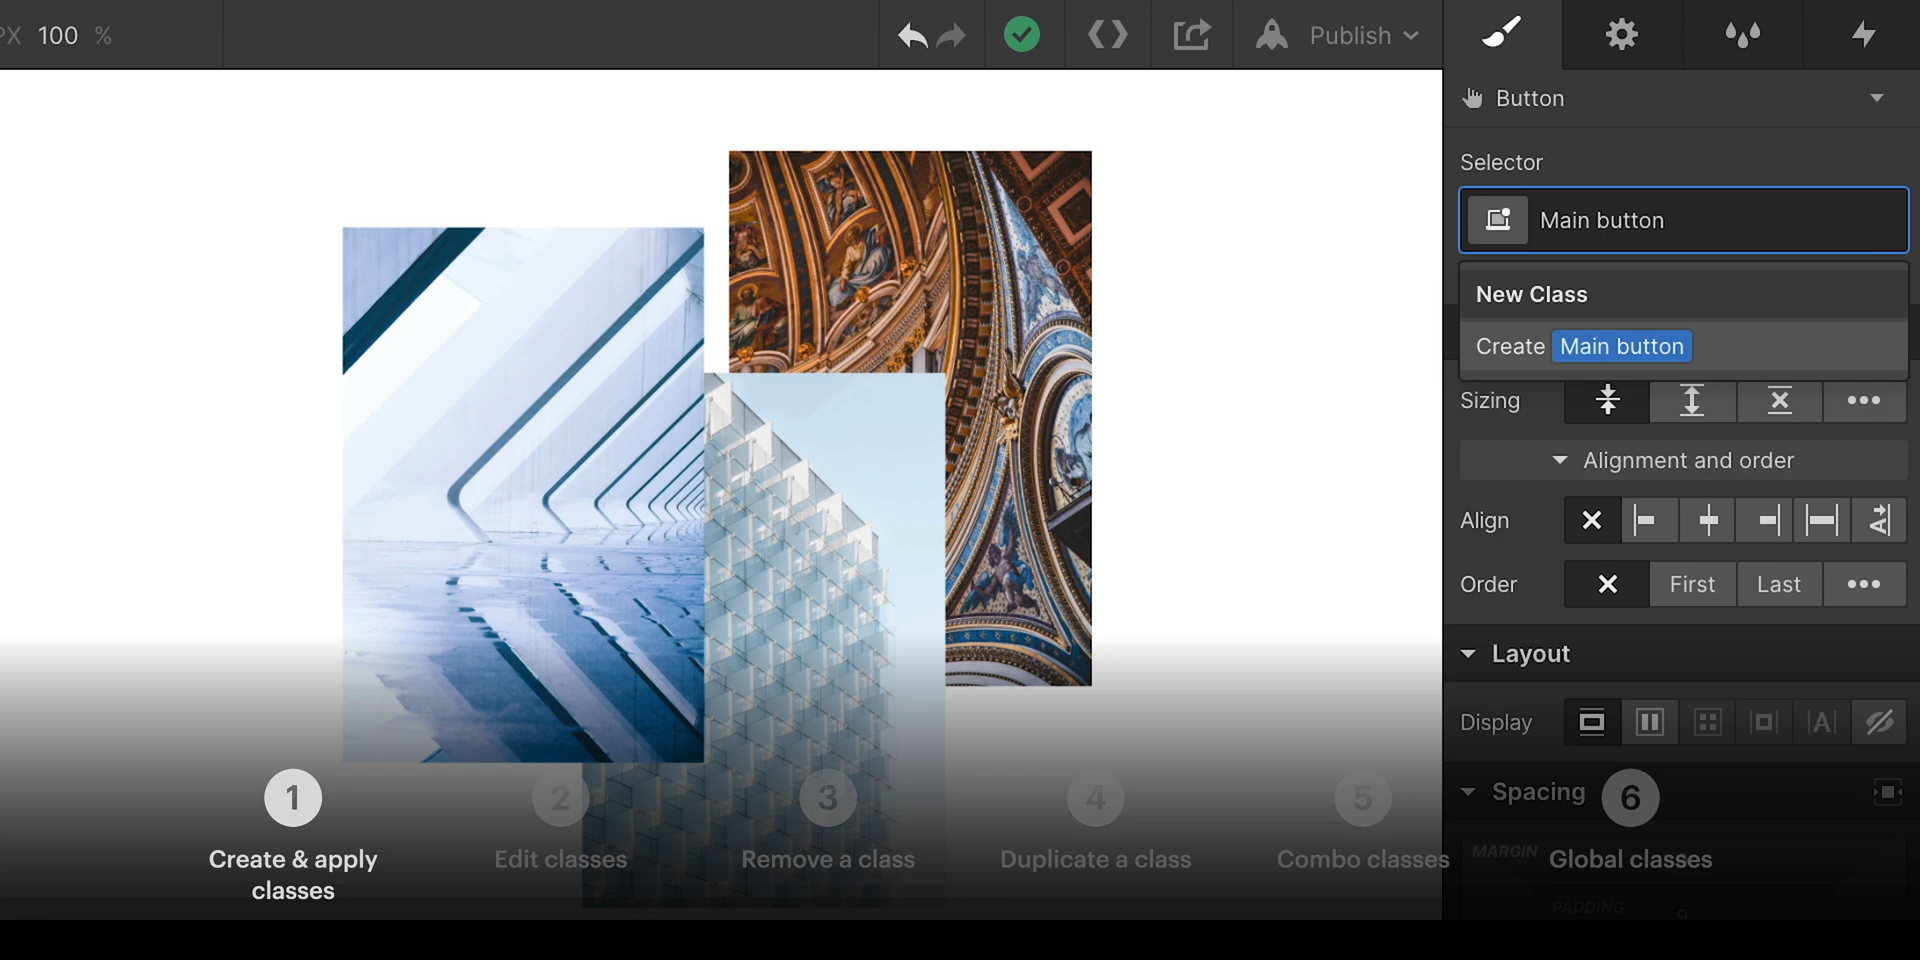 PX 100 %
Publish
Button
Selector
Main button
New Class
Create Main button
Sizing
Alignment and order
Align
Order
First
Last
Layout
Display
Spacing
1
2
3
4
5
6
Create & apply
classes
Edit classes
Remove a class
Duplicate a class
Combo classes
MARGIN
Global classes
PADDING